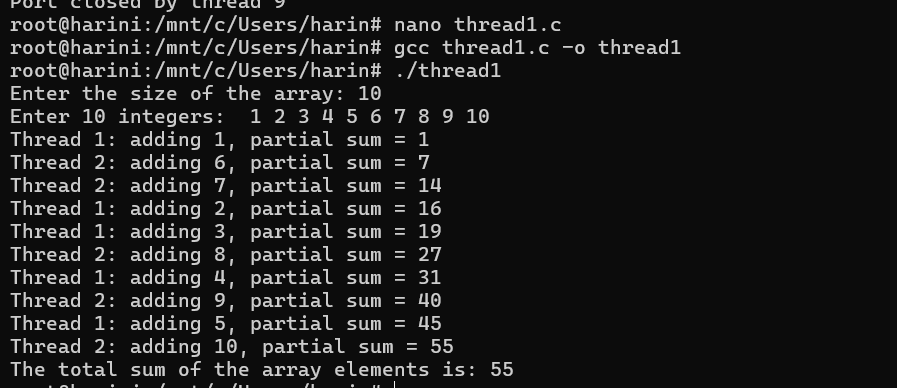 Port closed by thread 9
root@harini:/mnt/c/Users/harin# nano thread1.c
root@harini:/mnt/c/Users/harin# gcc thread1.c -o thread1
root@harini:/mnt/c/Users/harin# ./thread1
Enter the size of the array: 10
Enter 10 integers:  1 2 3 4 5 6 7 8 9 10
Thread 1: adding 1, partial sum = 1
Thread 2: adding 6, partial sum = 7
Thread 2: adding 7, partial sum = 14
Thread 1: adding 2, partial sum = 16
Thread 1: adding 3, partial sum = 19
Thread 2: adding 8, partial sum = 27
Thread 1: adding 4, partial sum = 31
Thread 2: adding 9, partial sum = 40
Thread 1: adding 5, partial sum = 45
Thread 2: adding 10, partial sum = 55
The total sum of the array elements is: 55
root@harini:/mnt/c/Users/harin#